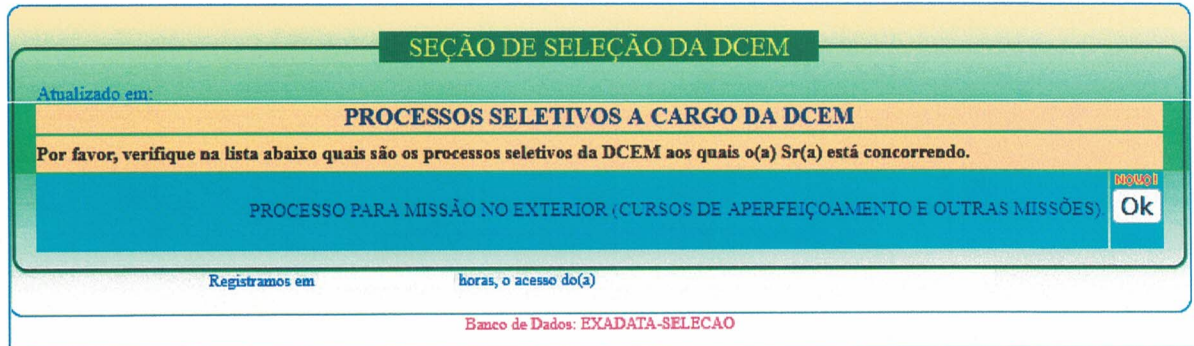 SEÇÃO DE SELEÇÃO DA DCEM
Atualizado em:
PROCESSOS SELETIVOS A CARGO DA DCEM
Por favor, verifique na lista abaixo quais são os processos seletivos da DCEM aos quais o(a) Sr(a) está concorrendo.
NOVO!
PROCESSO PARA MISSÃO NO EXTERIOR (CURSOS DE APERFEIÇOAMENTO E OUTRAS MISSÕES). Ok
Registramos em horas, o acesso do(a)
Banco de Dados: EXADATA-SELECAO